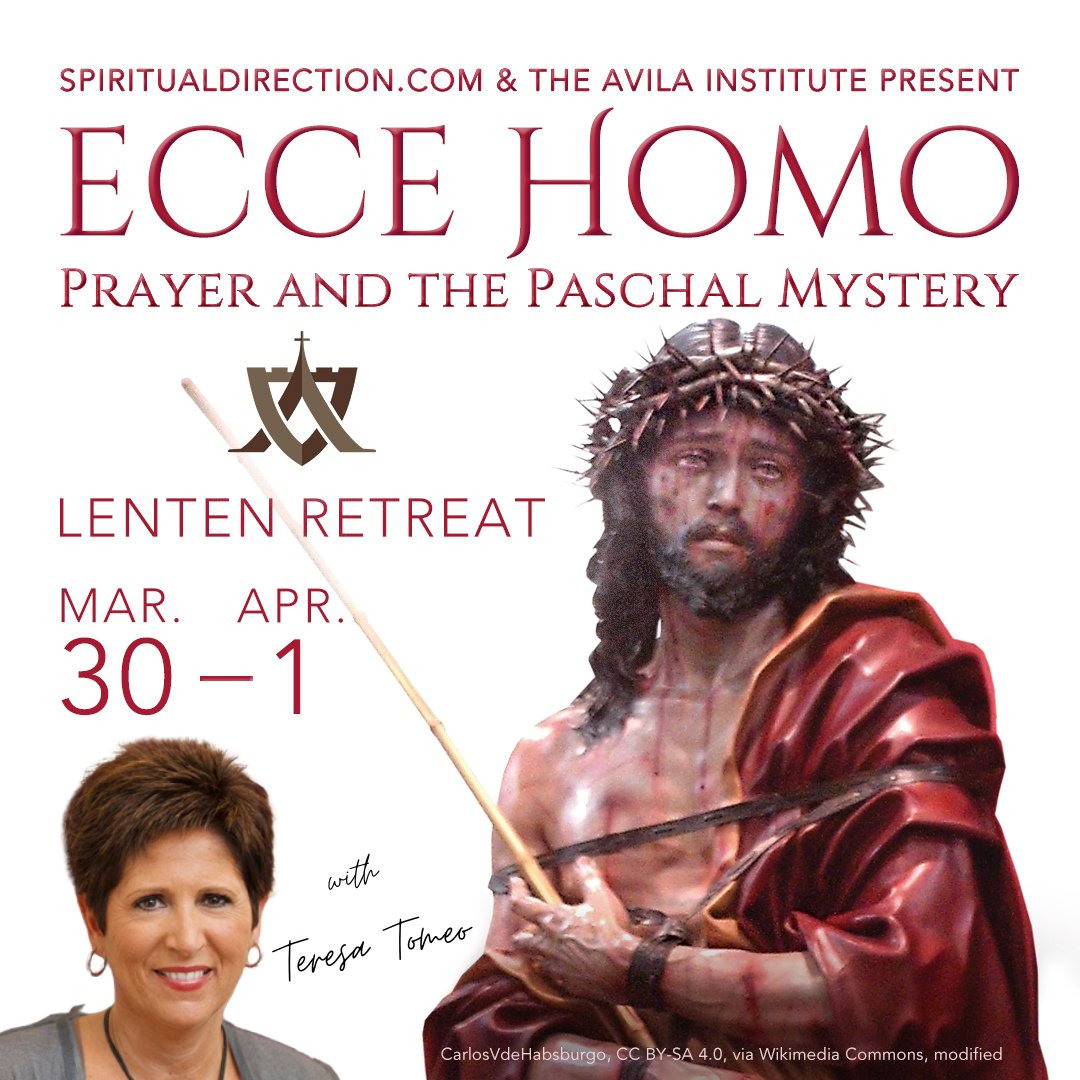 SPIRITUALDIRECTION.COM & THE AVILA INSTITUTE PRESENT
ECCE HOMO
PRAYER AND THE PASCHAL MYSTERY
LENTEN RETREAT
MAR. APR.
30 – 1
with
Teresa Tomeo
CarlosVdeHabsburgo, CC BY-SA 4.0, via Wikimedia Commons, modified